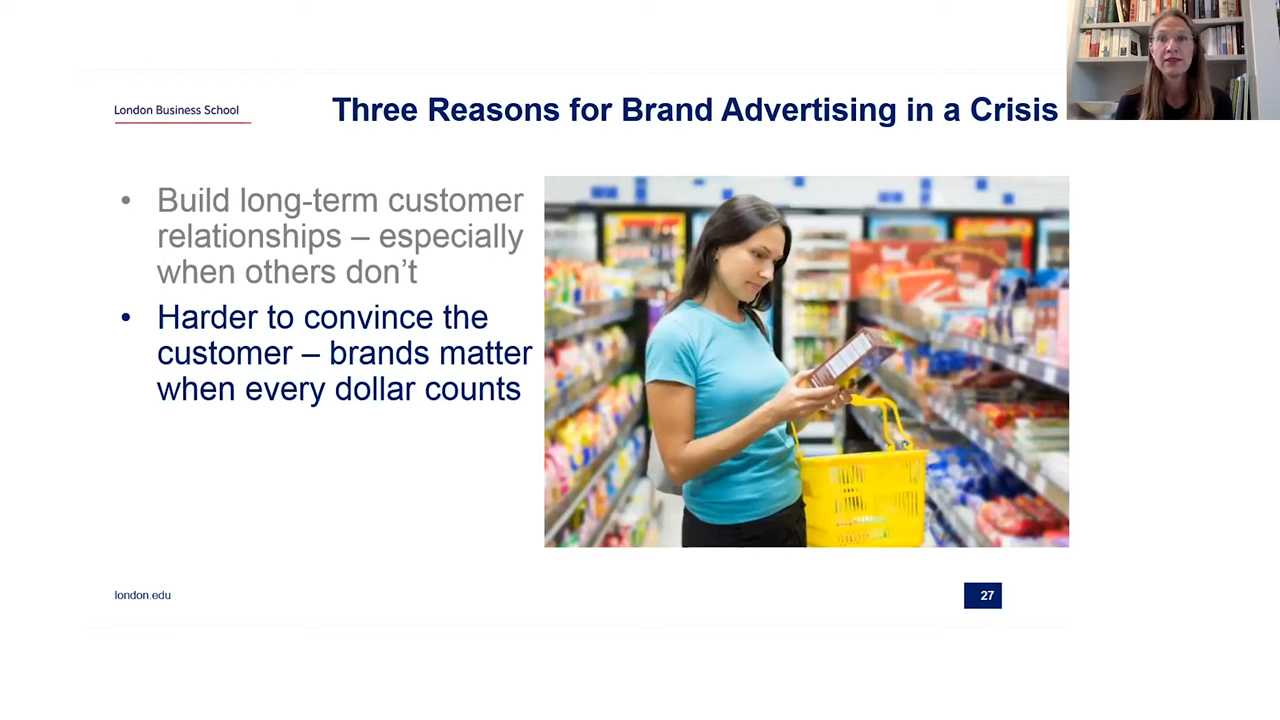 London Business School
Three Reasons for Brand Advertising in a Crisis
• Build long-term customer
relationships – especially
when others don’t
• Harder to convince the
customer – brands matter
when every dollar counts
london.edu
27